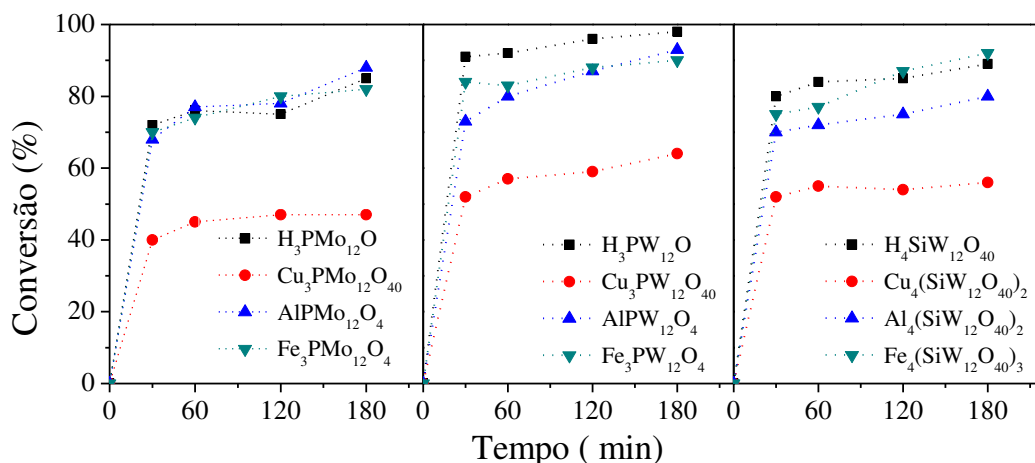 Conversão (%)
100
80
60
40
20
0
H₃PMo₁₂O
Cu₃PMo₁₂O₄₀
AlPMo₁₂O₄
Fe₃PMo₁₂O₄
H₃PW₁₂O
Cu₃PW₁₂O₄₀
AlPW₁₂O₄
Fe₃PW₁₂O₄
H₄SiW₁₂O₄₀
Cu₄(SiW₁₂O₄₀)₂
Al₄(SiW₁₂O₄₀)₂
Fe₄(SiW₁₂O₄₀)₃
0 60 120 180 0 60 120 180 0 60 120 180
Tempo ( min)